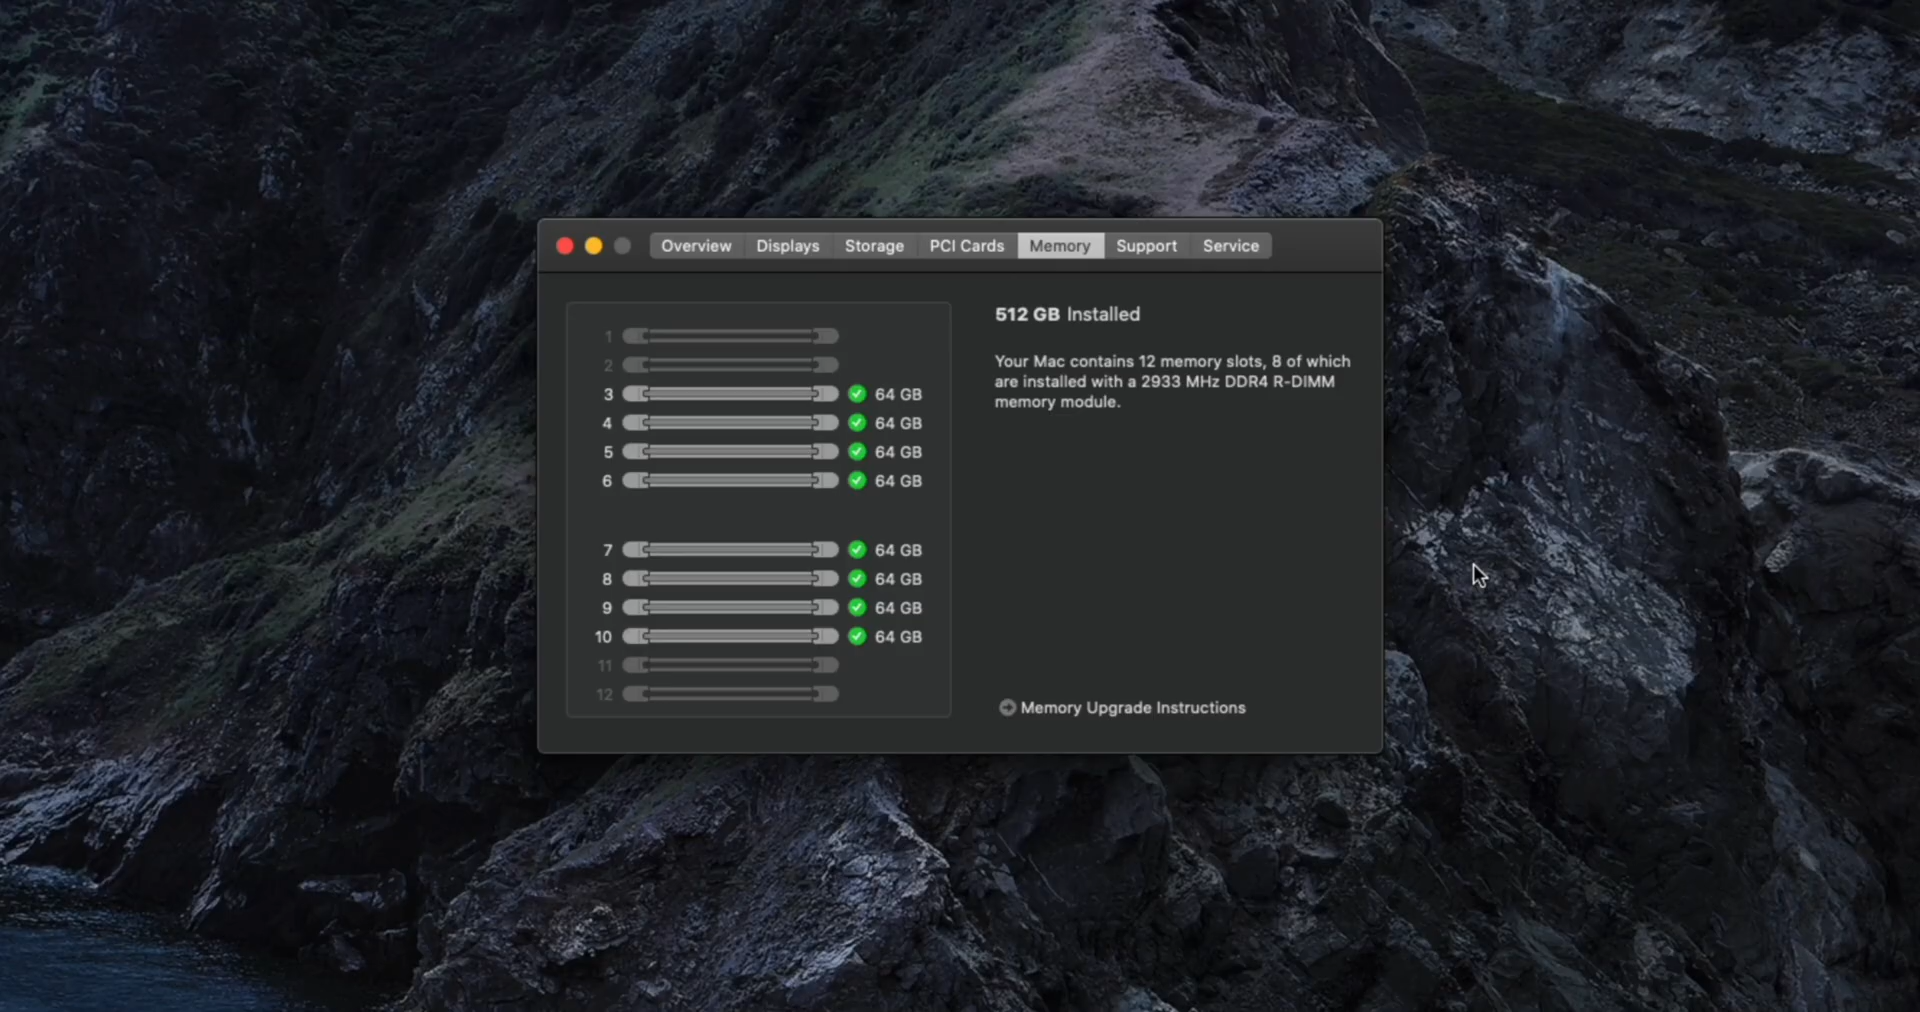 Overview Displays Storage PCI Cards Memory Support Service
512 GB Installed
Your Mac contains 12 memory slots, 8 of which
are installed with a 2933 MHz DDR4 R-DIMM
memory module.
1
2
3 64 GB
4 64 GB
5 64 GB
6 64 GB
7 64 GB
8 64 GB
9 64 GB
10 64 GB
11
12
Memory Upgrade Instructions